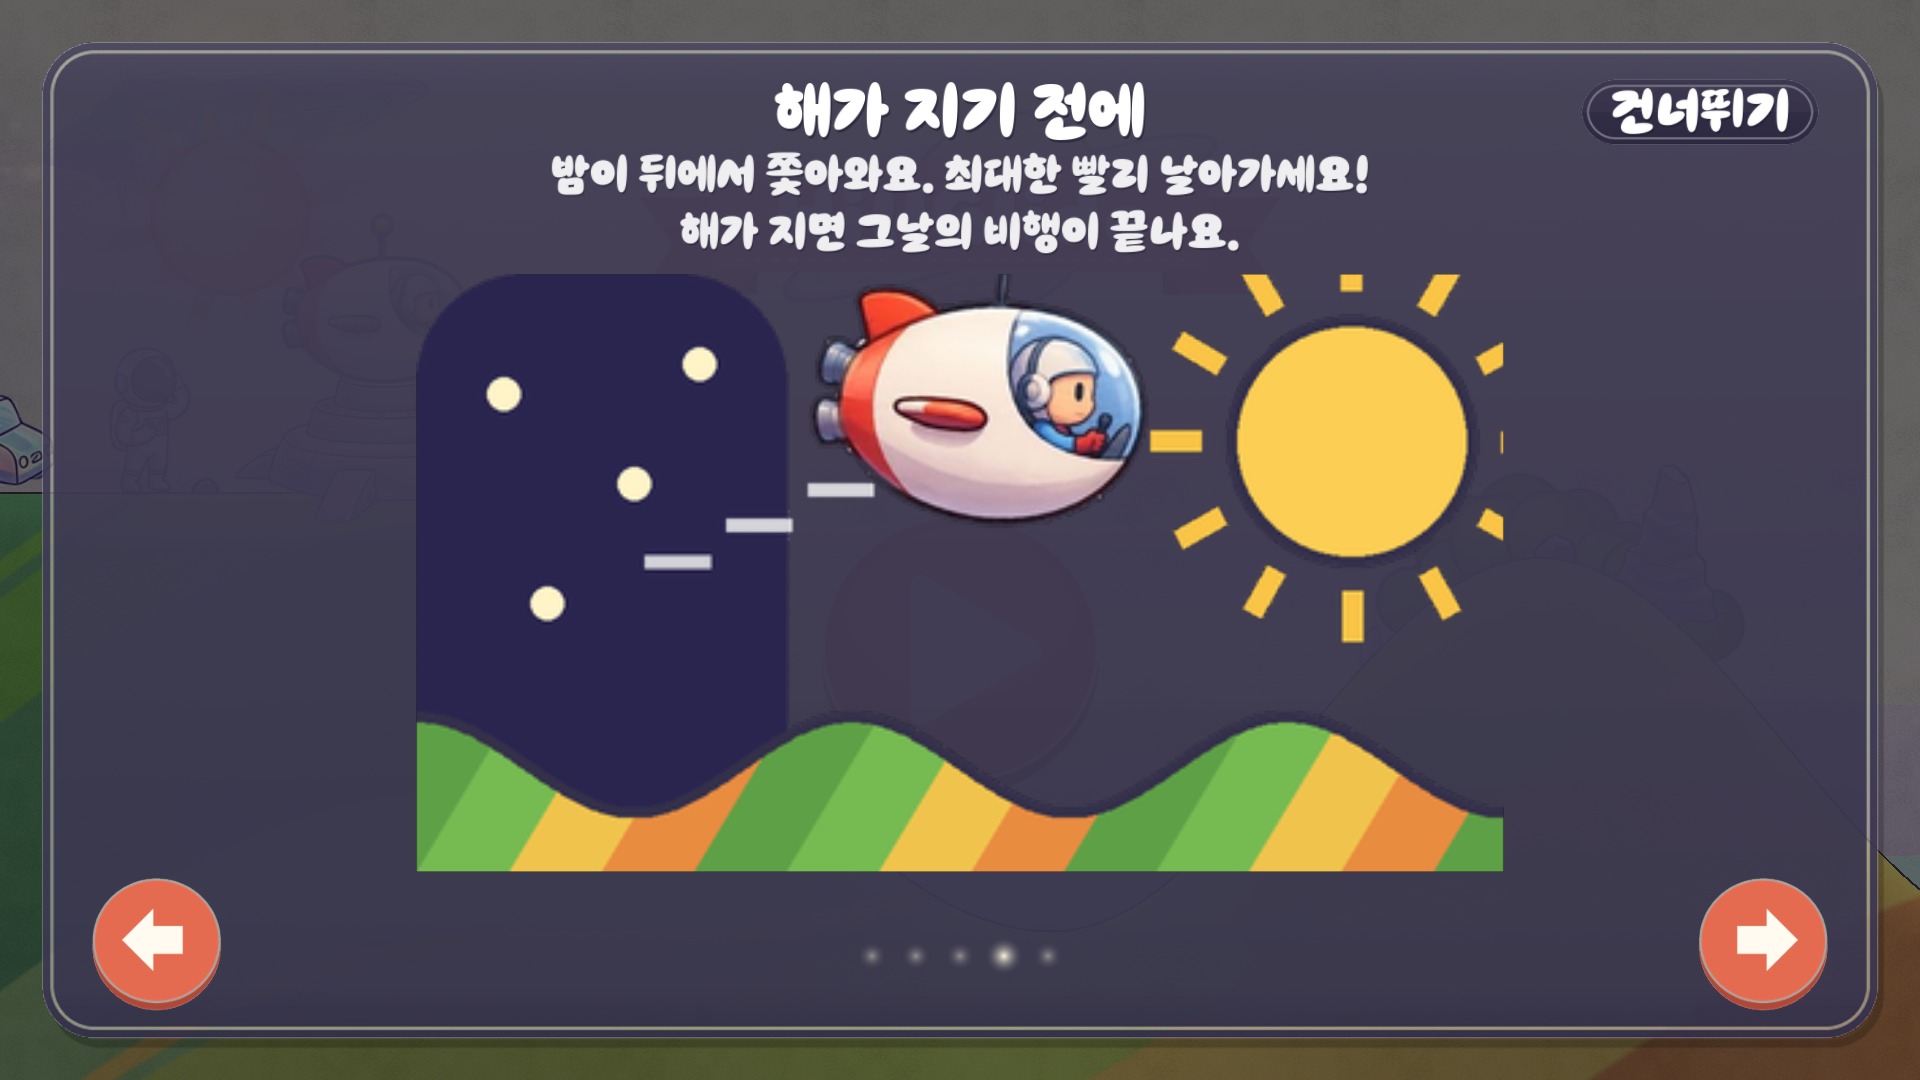 해가 지기 전에
건너뛰기
밤이 뒤에서 쫓아와요. 최대한 빨리 날아가세요!
해가 지면 그날의 비행이 끝나요.
02